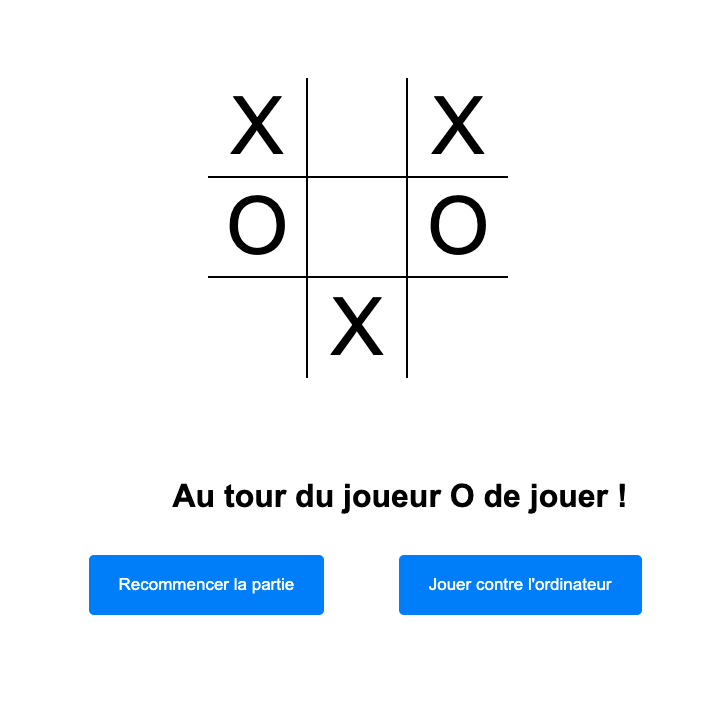 X X
O O
X
Au tour du joueur O de jouer !
Recommencer la partie
Jouer contre l'ordinateur